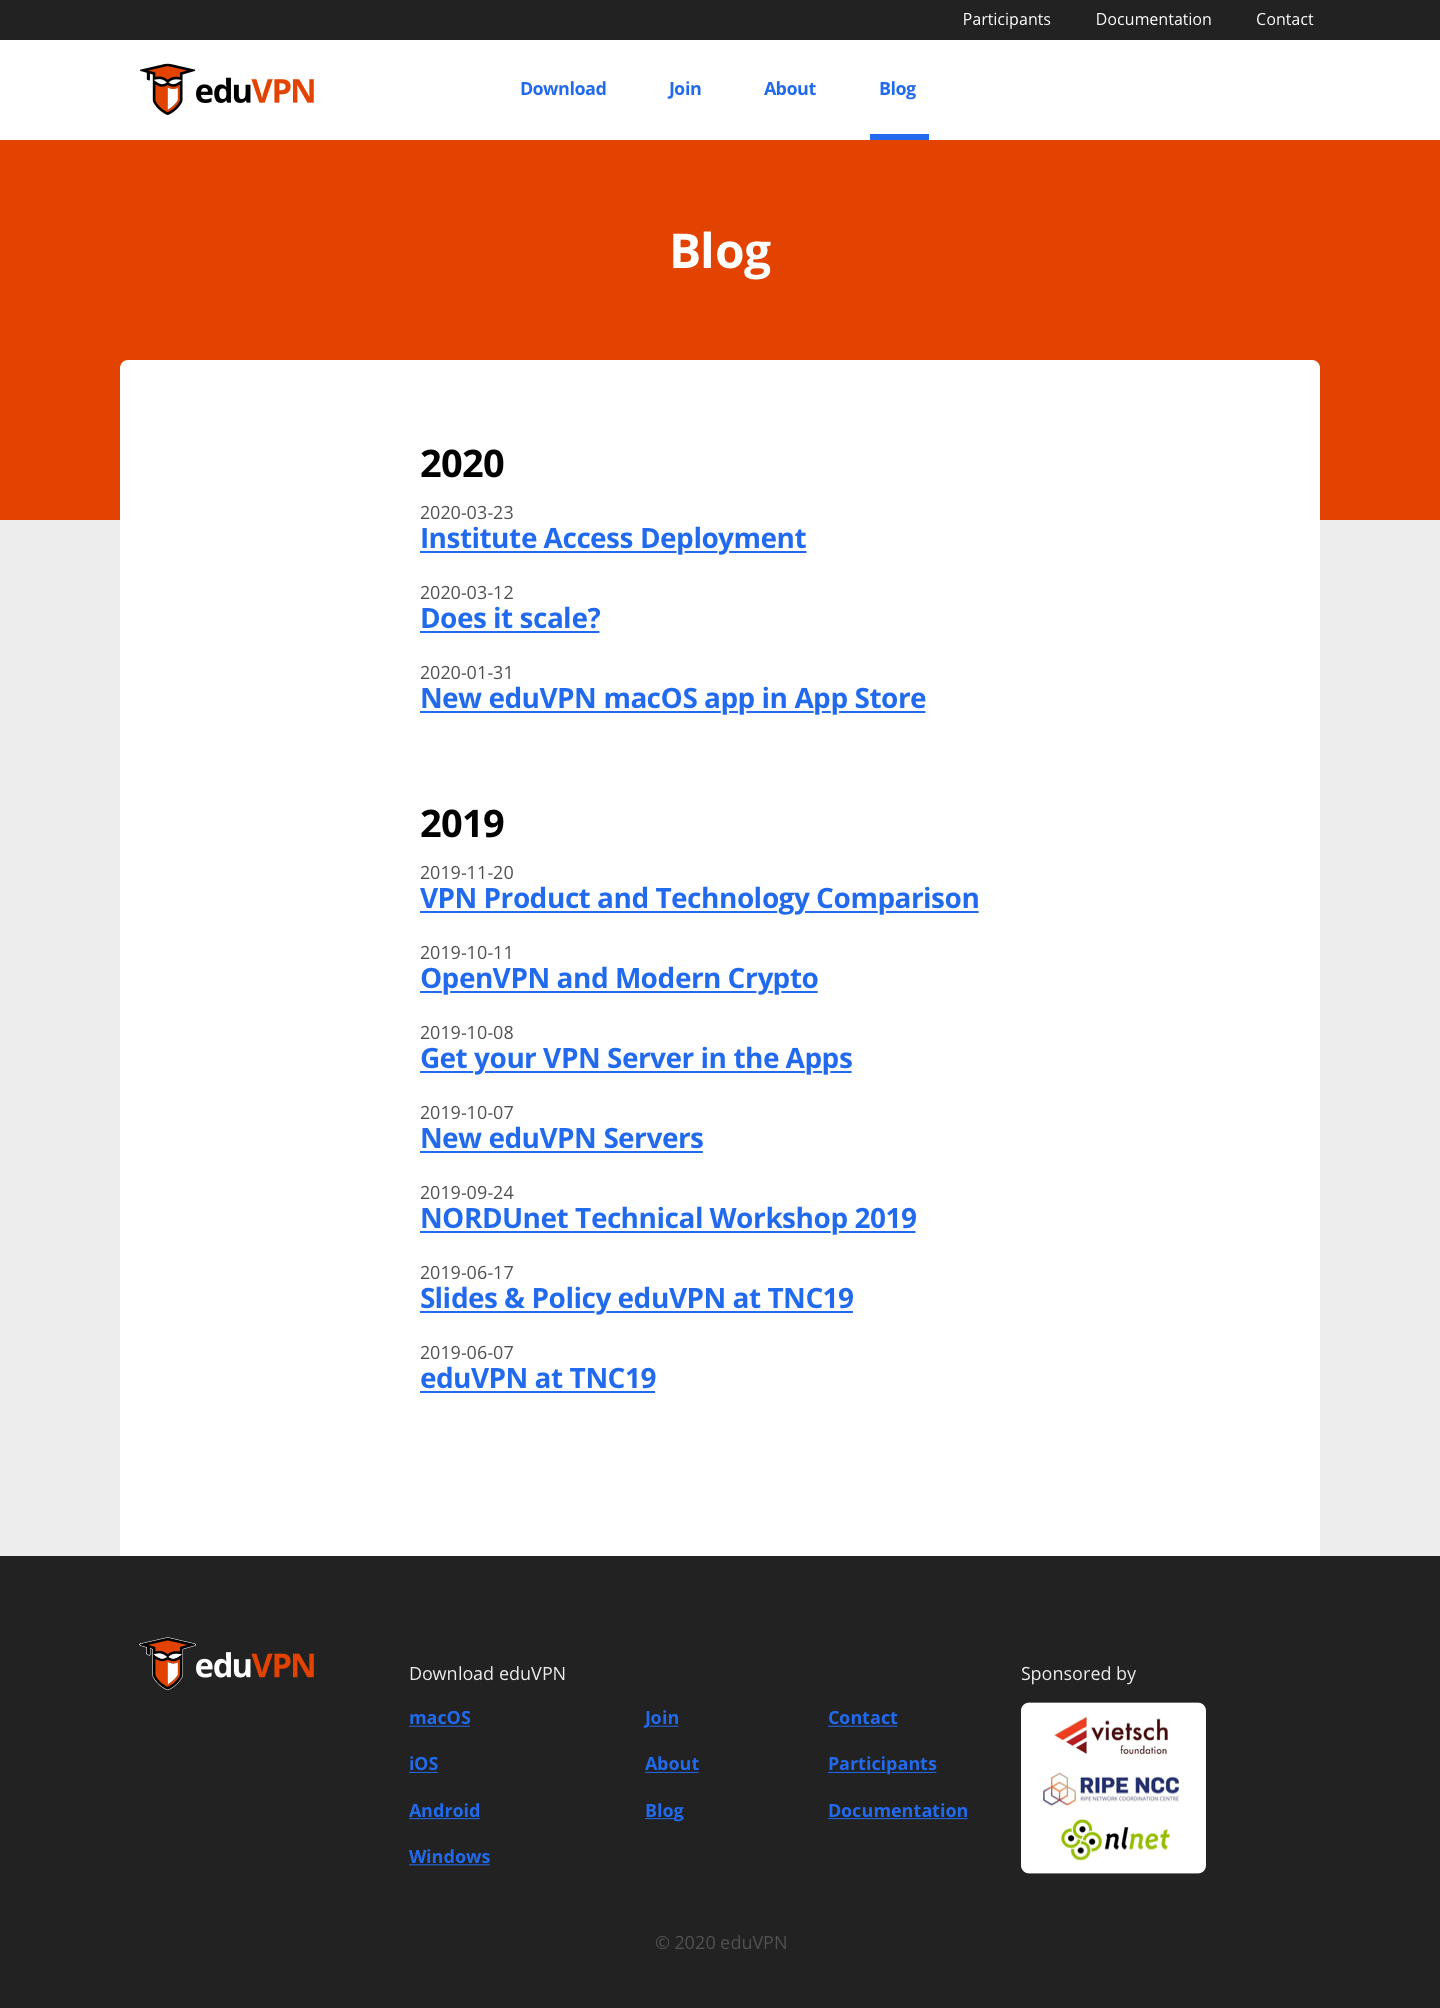 Participants Documentation Contact
eduVPN Download Join About Blog
Blog
2020
2020-03-23
Institute Access Deployment
2020-03-12
Does it scale?
2020-01-31
New eduVPN macOS app in App Store
2019
2019-11-20
VPN Product and Technology Comparison
2019-10-11
OpenVPN and Modern Crypto
2019-10-08
Get your VPN Server in the Apps
2019-10-07
New eduVPN Servers
2019-09-24
NORDUnet Technical Workshop 2019
2019-06-17
Slides & Policy eduVPN at TNC19
2019-06-07
eduVPN at TNC19
eduVPN
Download eduVPN
macOS
iOS
Android
Windows
Join
About
Blog
Contact
Participants
Documentation
Sponsored by
vietsch
foundation
RIPE NCC
RIPE NETWORK COORDINATION CENTRE
nlnet
© 2020 eduVPN